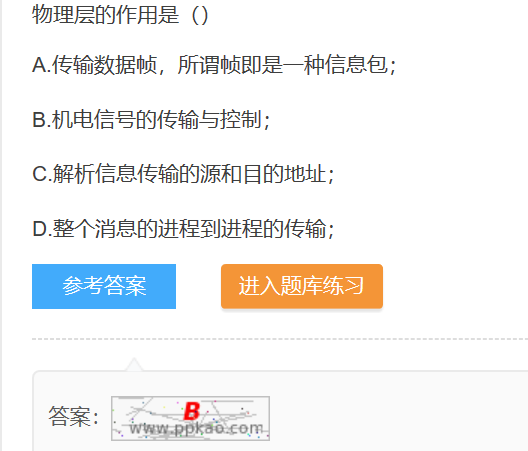 物理层的作用是（）
A.传输数据帧，所谓帧即是一种信息包；
B.机电信号的传输与控制；
C.解析信息传输的源和目的地址；
D.整个消息的进程到进程的传输；
参考答案 进入题库练习
答案：B
www.ppkao.com